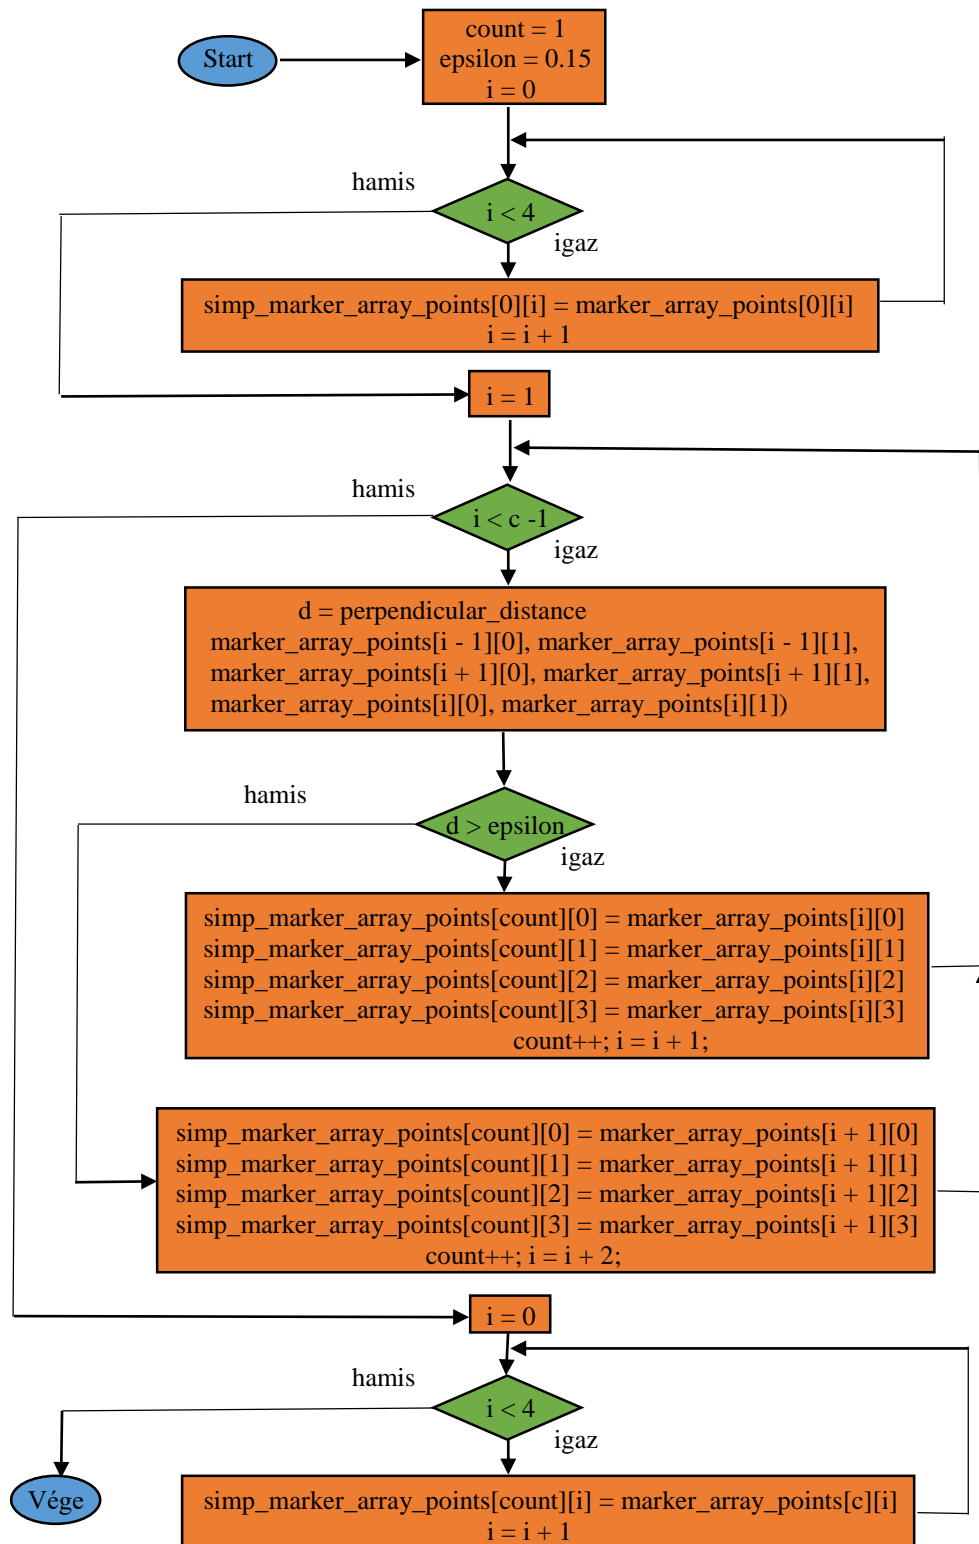 Start
count = 1
epsilon = 0.15
i = 0
hamis
i < 4
igaz
simp_marker_array_points[0][i] = marker_array_points[0][i]
i = i + 1
i = 1
hamis
i < c -1
igaz
d = perpendicular_distance
marker_array_points[i - 1][0], marker_array_points[i - 1][1],
marker_array_points[i + 1][0], marker_array_points[i + 1][1],
marker_array_points[i][0], marker_array_points[i][1])
hamis
d > epsilon
igaz
simp_marker_array_points[count][0] = marker_array_points[i][0]
simp_marker_array_points[count][1] = marker_array_points[i][1]
simp_marker_array_points[count][2] = marker_array_points[i][2]
simp_marker_array_points[count][3] = marker_array_points[i][3]
count++; i = i + 1;
simp_marker_array_points[count][0] = marker_array_points[i + 1][0]
simp_marker_array_points[count][1] = marker_array_points[i + 1][1]
simp_marker_array_points[count][2] = marker_array_points[i + 1][2]
simp_marker_array_points[count][3] = marker_array_points[i + 1][3]
count++; i = i + 2;
i = 0
hamis
i < 4
igaz
Vége
simp_marker_array_points[count][i] = marker_array_points[c][i]
i = i + 1